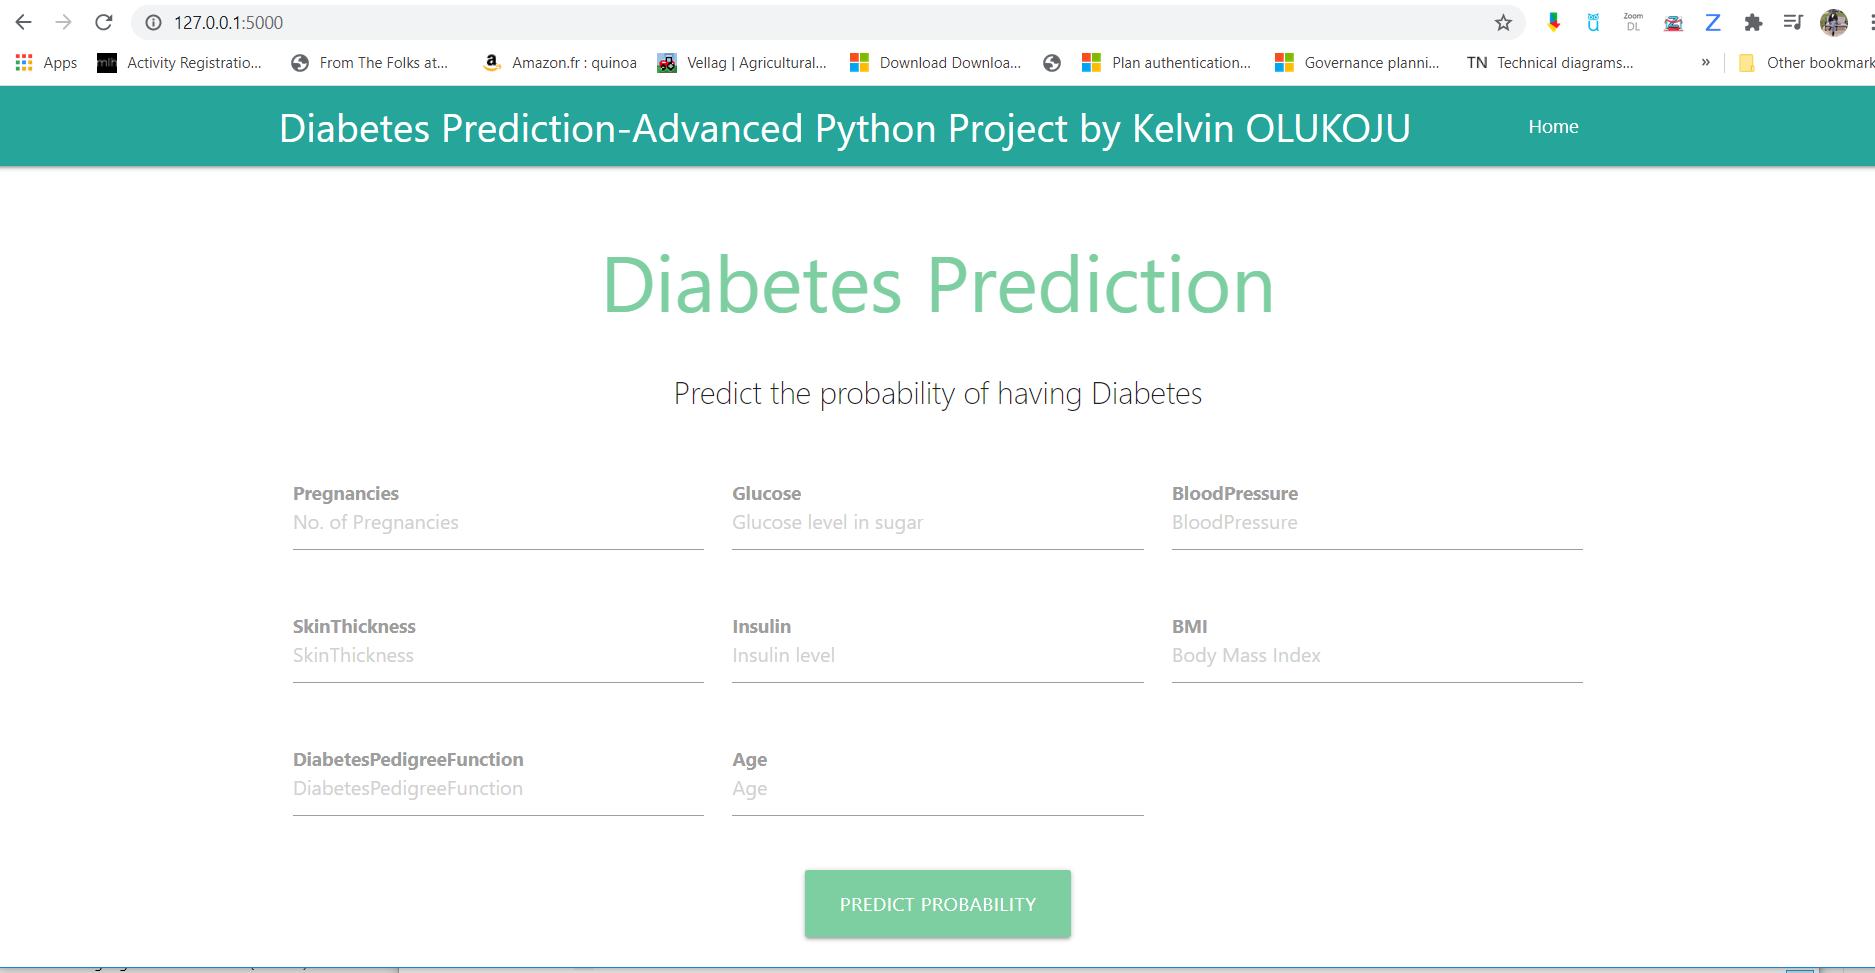 127.0.0.1:5000
Zoom DL
Apps mlh Activity Registratio... From The Folks at... Amazon.fr : quinoa Vellag | Agricultural... Download Downloa... Plan authentication... Governance planni... TN Technical diagrams... » Other bookmark
Diabetes Prediction-Advanced Python Project by Kelvin OLUKOJU Home
Diabetes Prediction
Predict the probability of having Diabetes
Pregnancies Glucose BloodPressure
No. of Pregnancies Glucose level in sugar BloodPressure
SkinThickness Insulin BMI
SkinThickness Insulin level Body Mass Index
DiabetesPedigreeFunction Age
DiabetesPedigreeFunction Age
PREDICT PROBABILITY